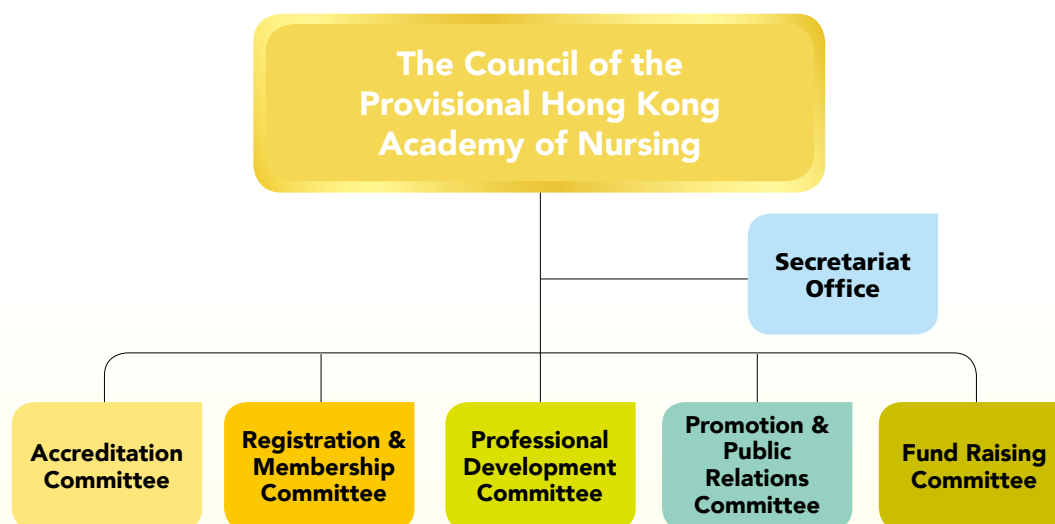 The Council of the
Provisional Hong Kong
Academy of Nursing
Secretariat
Office
Accreditation
Committee
Registration &
Membership
Committee
Professional
Development
Committee
Promotion &
Public
Relations
Committee
Fund Raising
Committee